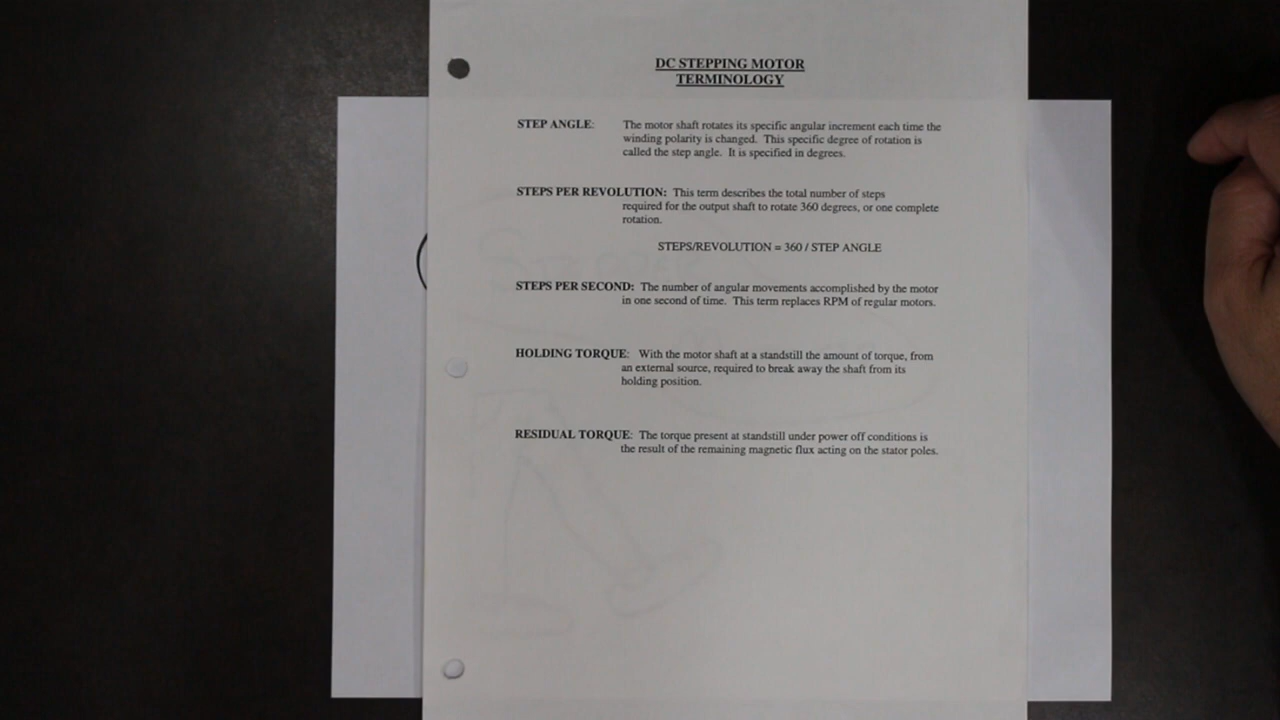 DC STEPPING MOTOR
TERMINOLOGY
STEP ANGLE: The motor shaft rotates its specific angular increment each time the
winding polarity is changed. This specific degree of rotation is
called the step angle. It is specified in degrees.
STEPS PER REVOLUTION: This term describes the total number of steps
required for the output shaft to rotate 360 degrees, or one complete
rotation.
STEPS/REVOLUTION = 360 / STEP ANGLE
STEPS PER SECOND: The number of angular movements accomplished by the motor
in one second of time. This term replaces RPM of regular motors.
HOLDING TORQUE: With the motor shaft at a standstill the amount of torque, from
an external source, required to break away the shaft from its
holding position.
RESIDUAL TORQUE: The torque present at standstill under power off conditions is
the result of the remaining magnetic flux acting on the stator poles.